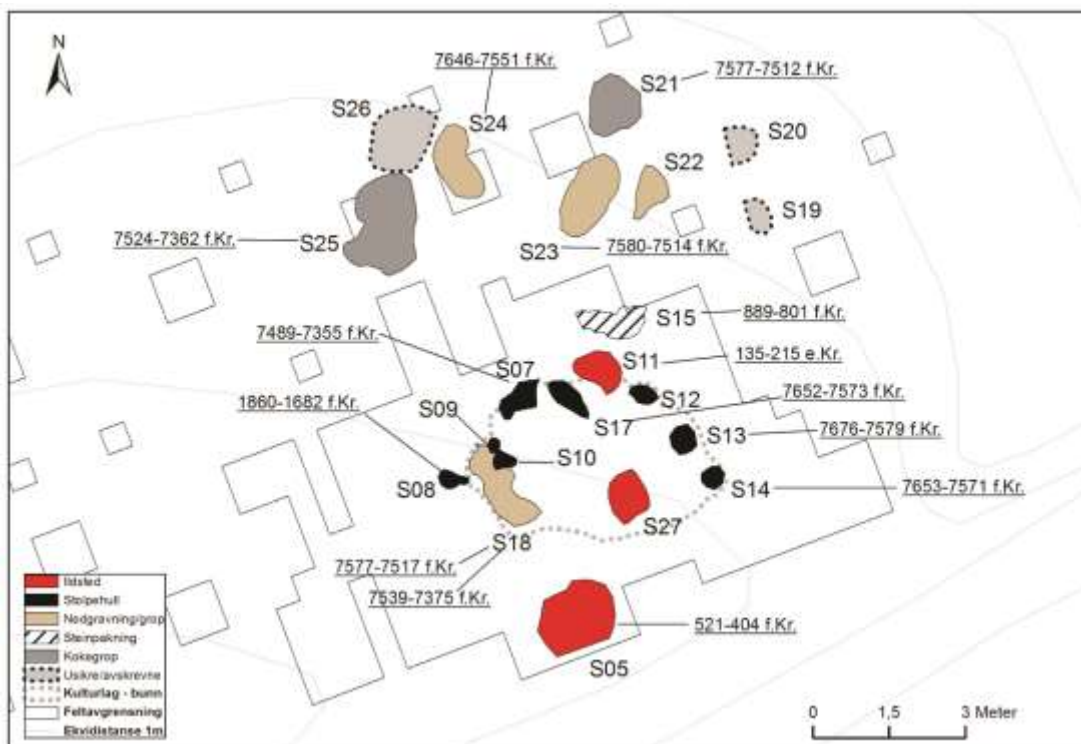 N
7646-7551 f.Kr.
7577-7512 f.Kr.
S21
S26
S24
S20
S22
S19
7524-7362 f.Kr.
S25
S23
7580-7514 f.Kr.
S15
889-801 f.Kr.
7489-7355 f.Kr.
S11
135-215 e.Kr.
S07
S12
7652-7573 f.Kr.
1860-1682 f.Kr.
S09
S17
S13
7676-7579 f.Kr.
S10
S08
S14
7653-7571 f.Kr.
S27
S18
7577-7517 f.Kr.
7539-7375 f.Kr.
521-404 f.Kr.
S05
Ildsted
Stolpehull
Nedgravning/grop
Steinpakning
Kokegrop
Usikre/avskrevne
Kulturlag - bunn
Feltavgrensning
Ekvidistanse 1m
0 1,5 3 Meter